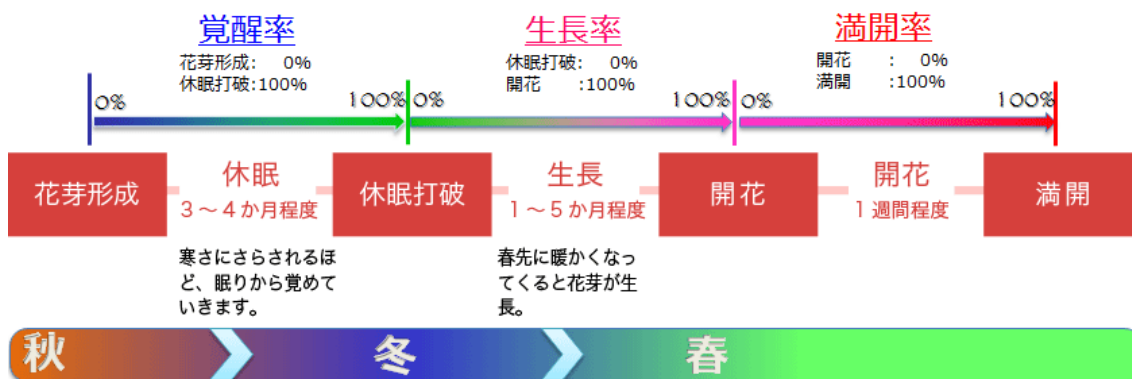 覚醒率
花芽形成: 0%
休眠打破:100%
生長率
休眠打破: 0%
開花 :100%
満開率
開花 : 0%
満開 :100%
0%
100%
0%
100%
0%
100%
花芽形成
休眠
3～4か月程度
休眠打破
生長
1～5か月程度
開花
開花
1週間程度
満開
寒さにさらされるほ
ど、眠りから覚めて
いきます。
春先に暖かくなっ
てくると花芽が生
長。
秋
冬
春